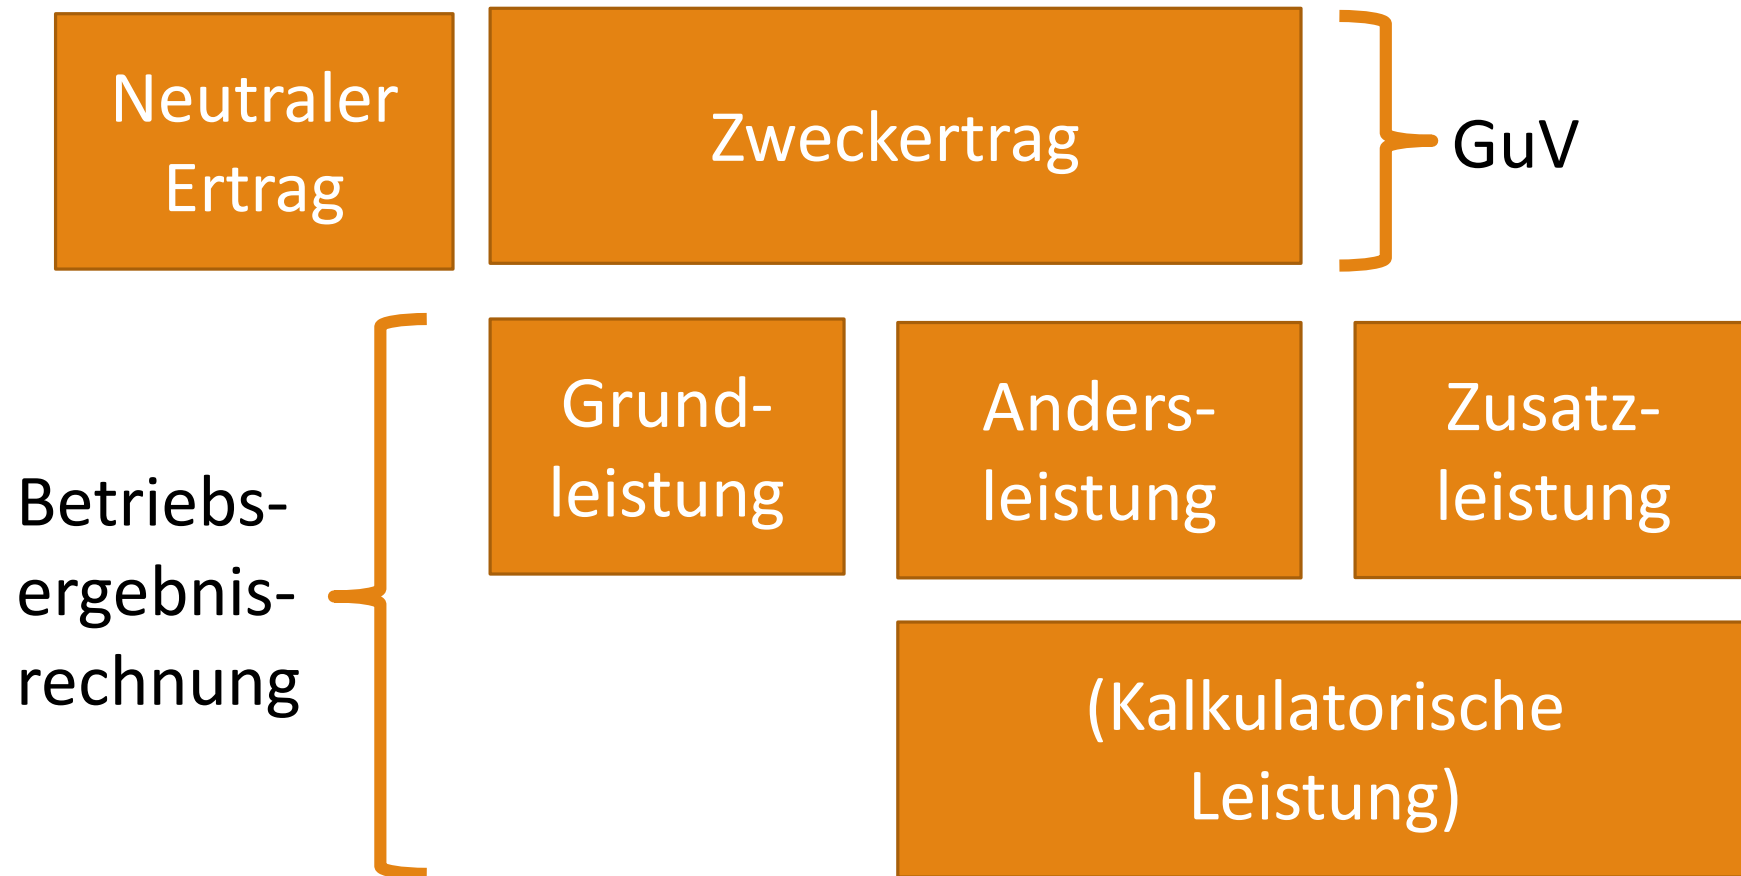 Neutraler
Ertrag
Zweckertrag
GuV
Betriebs-
ergebnis-
rechnung
Grund-
leistung
Anders-
leistung
Zusatz-
leistung
(Kalkulatorische
Leistung)